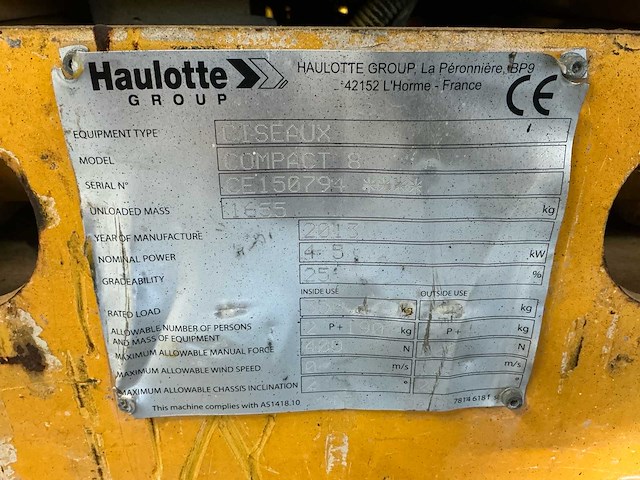 Haulotte
GROUP
HAULOTTE GROUP, La Péronnière, BP9
42152 L'Horme - France
CE
EQUIPMENT TYPE CISEAUX
MODEL COMPACT 8
SERIAL N° CE150794 ＊ ＊ ＊
UNLOADED MASS 1655 kg
YEAR OF MANUFACTURE 2013
NOMINAL POWER 4.5 kW
GRADEABILITY 25 %
INSIDE USE OUTSIDE USE
RATED LOAD kg kg
ALLOWABLE NUMBER OF PERSONS
AND MASS OF EQUIPMENT P + kg P + kg
MAXIMUM ALLOWABLE MANUAL FORCE N N
MAXIMUM ALLOWABLE WIND SPEED m/s m/s
MAXIMUM ALLOWABLE CHASSIS INCLINATION ° °
This machine complies with AS1418.10